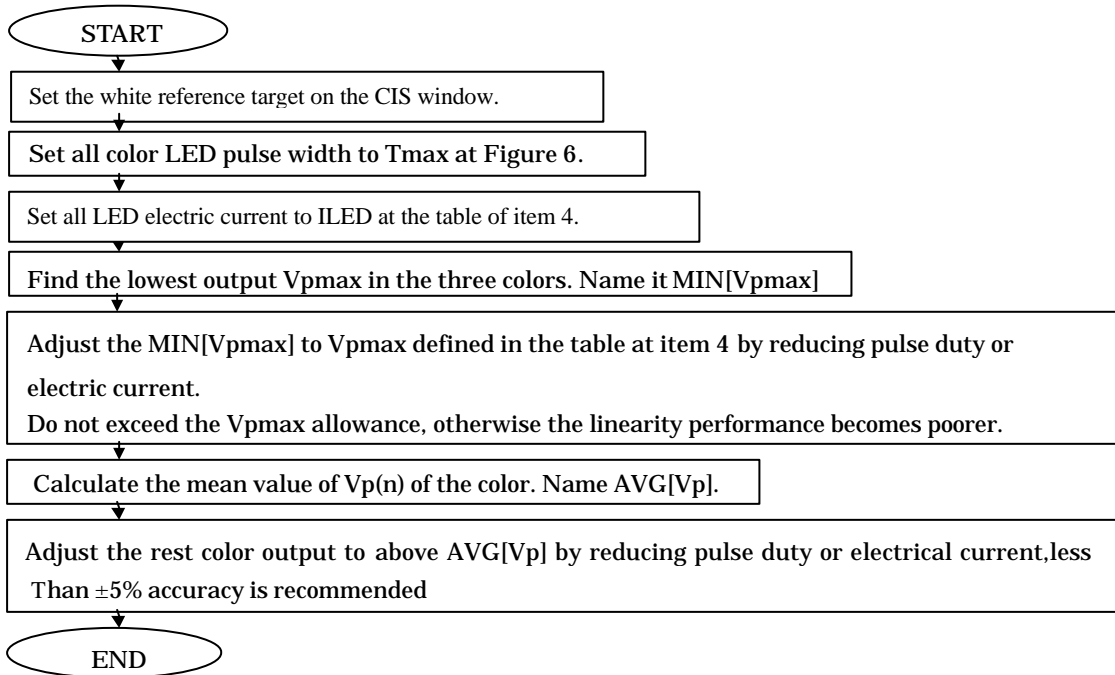 START
Set the white reference target on the CIS window.
Set all color LED pulse width to Tmax at Figure 6.
Set all LED electric current to ILED at the table of item 4.
Find the lowest output Vpmax in the three colors. Name it MIN[Vpmax]
Adjust the MIN[Vpmax] to Vpmax defined in the table at item 4 by reducing pulse duty or
electric current.
Do not exceed the Vpmax allowance, otherwise the linearity performance becomes poorer.
Calculate the mean value of Vp(n) of the color. Name AVG[Vp].
Adjust the rest color output to above AVG[Vp] by reducing pulse duty or electrical current,less
Than ±5% accuracy is recommended
END